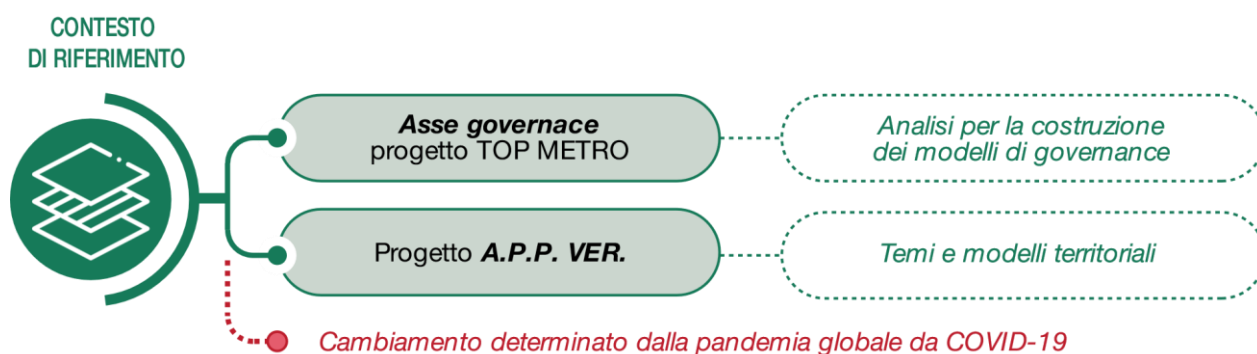 CONTESTO
DI RIFERIMENTO
Asse governace
progetto TOP METRO
Analisi per la costruzione
dei modelli di governance
Progetto A.P.P. VER.
Temi e modelli territoriali
Cambiamento determinato dalla pandemia globale da COVID-19